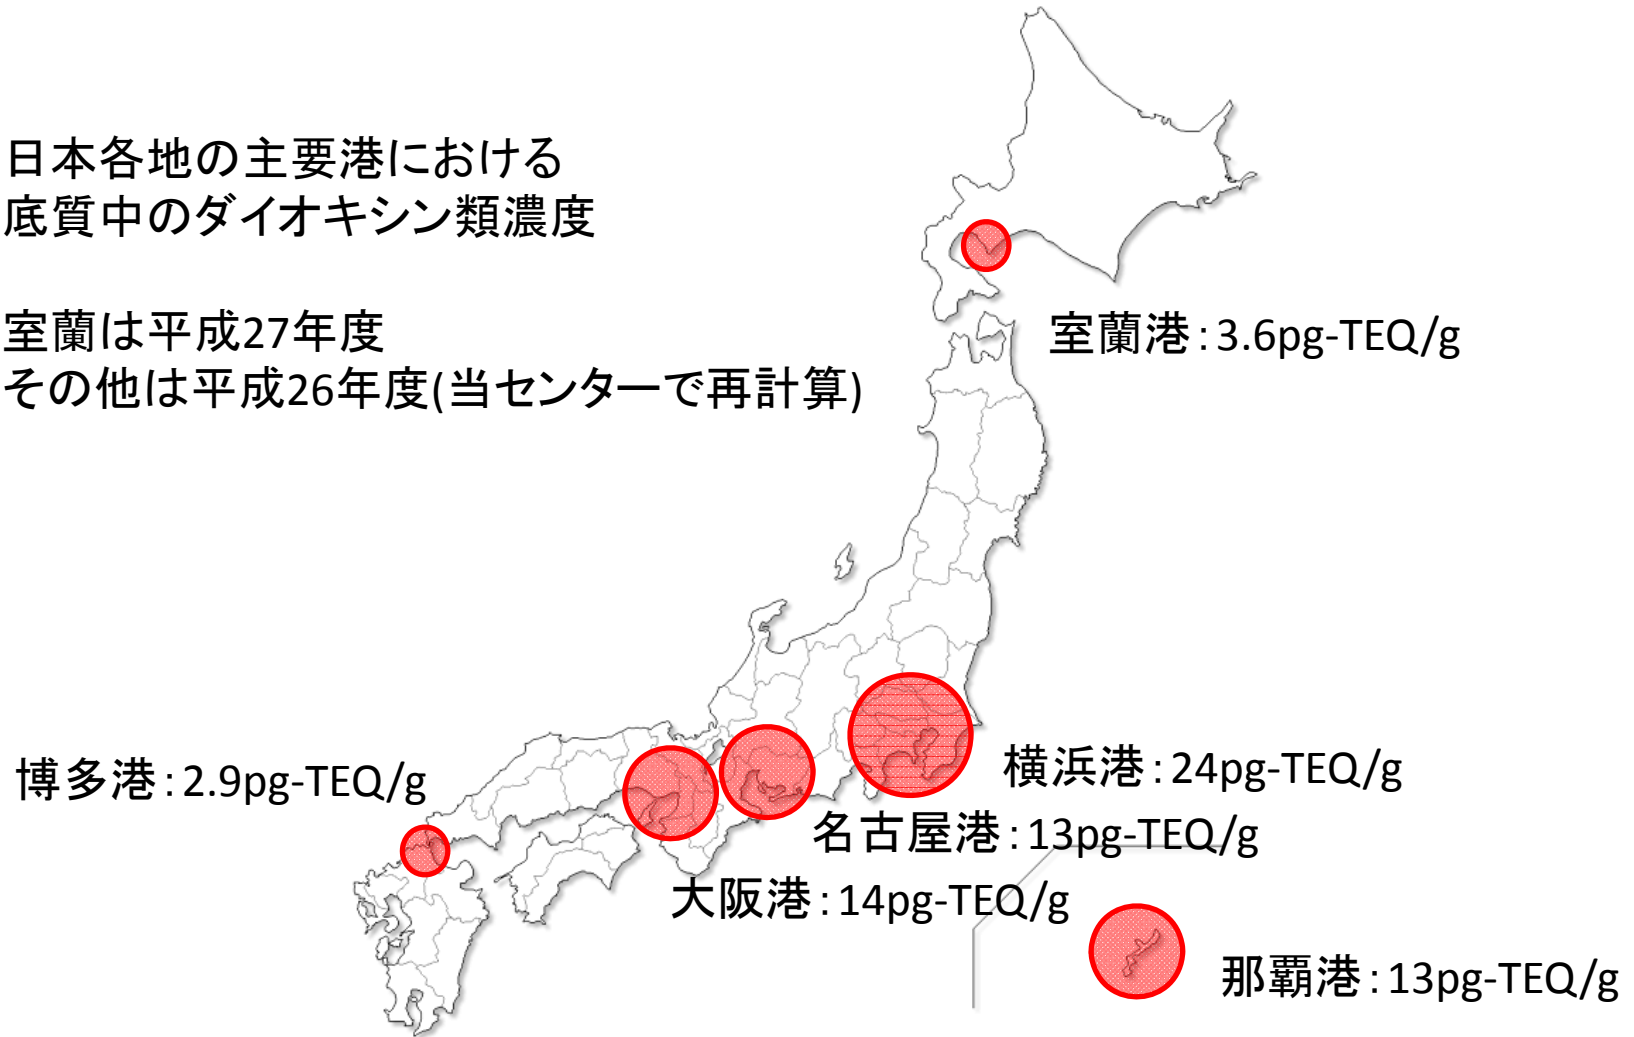 日本各地の主要港における
底質中のダイオキシン類濃度
室蘭は平成27年度
その他は平成26年度(当センターで再計算)
室蘭港：3.6pg-TEQ/g
博多港：2.9pg-TEQ/g
横浜港：24pg-TEQ/g
名古屋港：13pg-TEQ/g
大阪港：14pg-TEQ/g
那覇港：13pg-TEQ/g